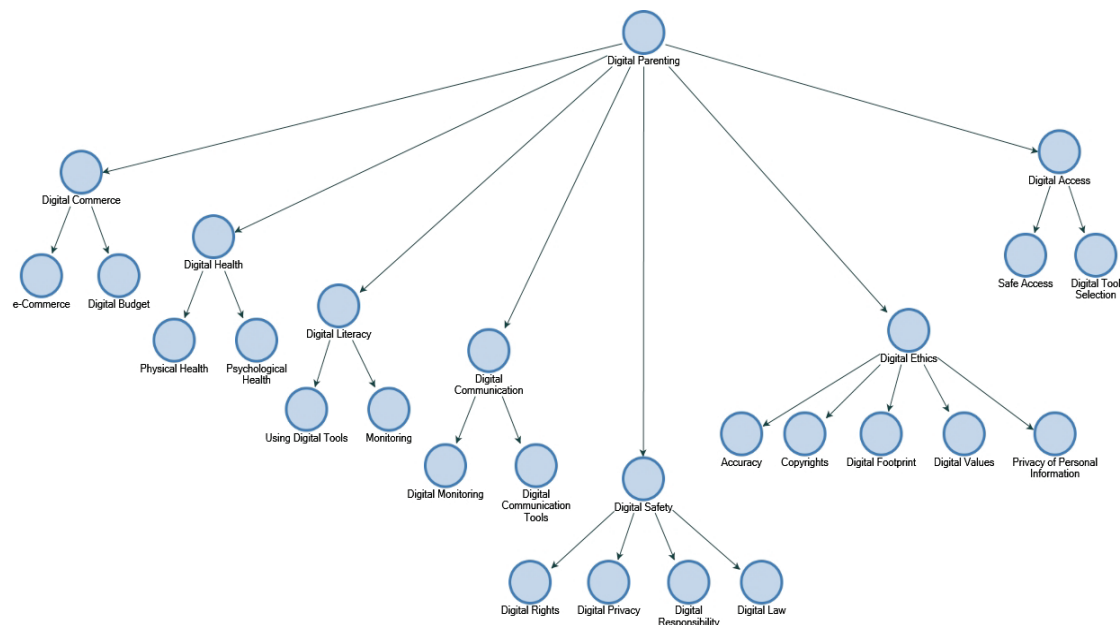 Digital Parenting
Digital Commerce
Digital Access
e-Commerce
Digital Budget
Digital Health
Safe Access
Digital Tool
Selection
Physical Health
Psychological
Health
Digital Literacy
Digital
Communication
Digital Ethics
Using Digital Tools
Monitoring
Accuracy
Copyrights
Digital Footprint
Digital Values
Privacy of Personal
Information
Digital Monitoring
Digital
Communication
Tools
Digital Safety
Digital Rights
Digital Privacy
Digital
Responsibility
Digital Law